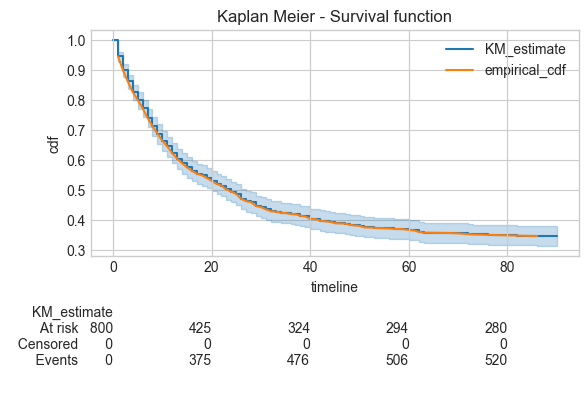 Kaplan Meier - Survival function
1.0
0.9
0.8
0.7
0.6
0.5
0.4
0.3
cdf
KM_estimate
empirical_cdf
0 20 40 60 80
timeline
KM_estimate
At risk 800 425 324 294 280
Censored 0 0 0 0 0
Events 0 375 476 506 520